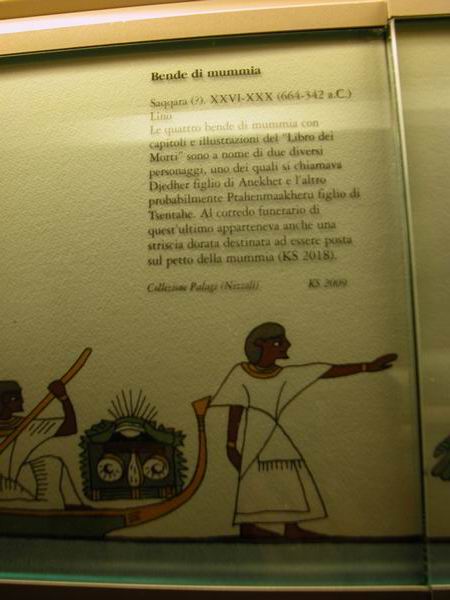 Bende di mummia
Saqqara (?). XXVI-XXX (664-342 a.C.)
Lino
Le quattro bende di mummia con
capitoli e illustrazioni del "Libro dei
Morti" sono a nome di due diversi
personaggi, uno dei quali si chiamava
Djedher figlio di Anekhet e l'altro
probabilmente Ptahenmaakheru figlio di
Tsentahe. Al corredo funerario di
quest'ultimo apparteneva anche una
striscia dorata destinata ad essere posta
sul petto della mummia (KS 2018).
Collezione Palagi (Nizzoli) KS 2009